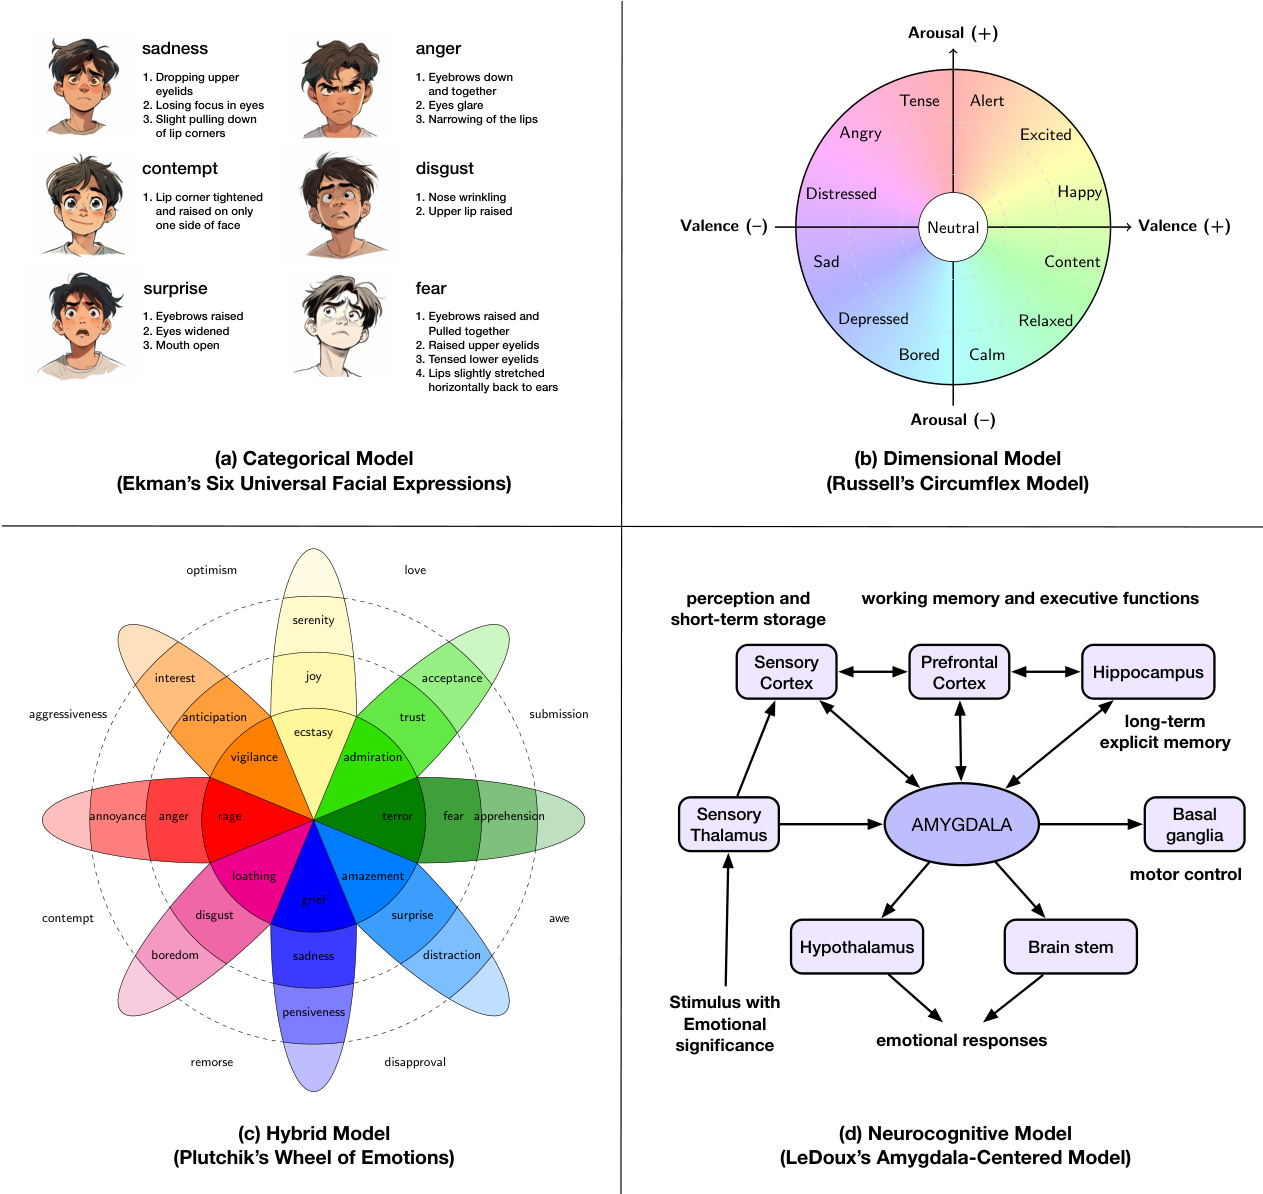 sadness
1. Dropping upper
eyelids
2. Losing focus in eyes
3. Slight pulling down
of lip corners
anger
1. Eyebrows down
and together
2. Eyes glare
3. Narrowing of the lips
contempt
1. Lip corner tightened
and raised on only
one side of face
disgust
1. Nose wrinkling
2. Upper lip raised
surprise
1. Eyebrows raised
2. Eyes widened
3. Mouth open
fear
1. Eyebrows raised and
Pulled together
2. Raised upper eyelids
3. Tensed lower eyelids
4. Lips slightly stretched
horizontally back to ears
(a) Categorical Model
(Ekman's Six Universal Facial Expressions)
Arousal (+)
Tense
Alert
Angry
Excited
Distressed
Happy
Valence (–)
Neutral
Valence (+)
Sad
Content
Depressed
Relaxed
Bored
Calm
Arousal (–)
(b) Dimensional Model
(Russell's Circumflex Model)
optimism
love
serenity
interest
joy
acceptance
aggressiveness
anticipation
trust
submission
ecstasy
vigilance
admiration
annoyance
anger
rage
terror
fear
apprehension
loathing
amazement
grief
contempt
disgust
surprise
awe
boredom
sadness
distraction
pensiveness
remorse
disapproval
(c) Hybrid Model
(Plutchik's Wheel of Emotions)
perception and
short-term storage
working memory and executive functions
Sensory
Cortex
Prefrontal
Cortex
Hippocampus
long-term
explicit memory
Sensory
Thalamus
AMYGDALA
Basal
ganglia
motor control
Hypothalamus
Brain stem
Stimulus with
Emotional
significance
emotional responses
(d) Neurocognitive Model
(LeDoux's Amygdala-Centered Model)